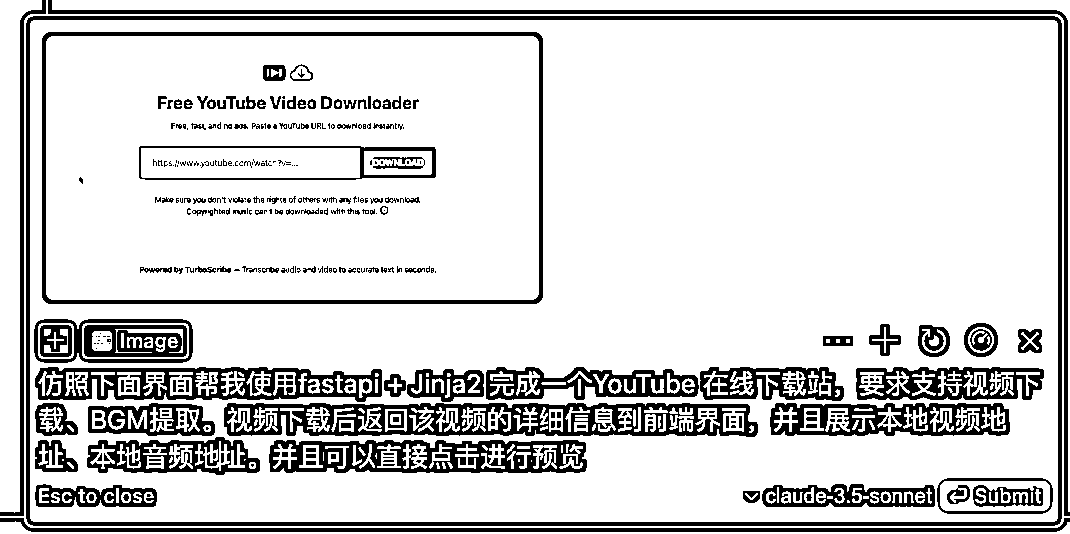 Free YouTube Video Downloader
Free, fast, and no ads. Paste a YouTube URL to download instantly.
https://www.youtube.com/watch?v=...
DOWNLOAD
Make sure you don't violate the rights of others with any files you download.
Copyrighted music can't be downloaded with this tool.
Powered by TurboScribe — Transcribe audio and video to accurate text in seconds.
Image
仿照下面界面帮我使用fastapi + Jinja2 完成一个YouTube 在线下载站，要求支持视频下
载、BGM提取。视频下载后返回该视频的详细信息到前端界面，并且展示本地视频地
址、本地音频地址。并且可以直接点击进行预览
Esc to close
claude-3.5-sonnet
Submit